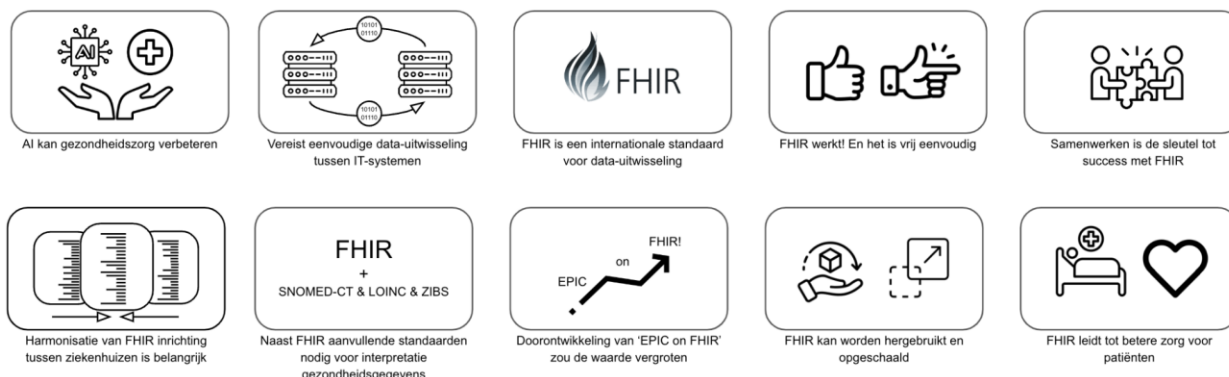 AI
10101
01110
10101
01110
FHIR
AI kan gezondheidszorg verbeteren
Vereist eenvoudige data-uitwisseling
tussen IT-systemen
FHIR is een internationale standaard
voor data-uitwisseling
FHIR werkt! En het is vrij eenvoudig
Samenwerken is de sleutel tot
success met FHIR
FHIR
+
SNOMED-CT & LOINC & ZIBS
EPIC
on
FHIR!
Harmonisatie van FHIR inrichting
tussen ziekenhuizen is belangrijk
Naast FHIR aanvullende standaarden
nodig voor interpretatie
gezondheidsgegevens
Doorontwikkeling van 'EPIC on FHIR'
zou de waarde vergroten
FHIR kan worden hergebruikt en
opgeschaald
FHIR leidt tot betere zorg voor
patiënten